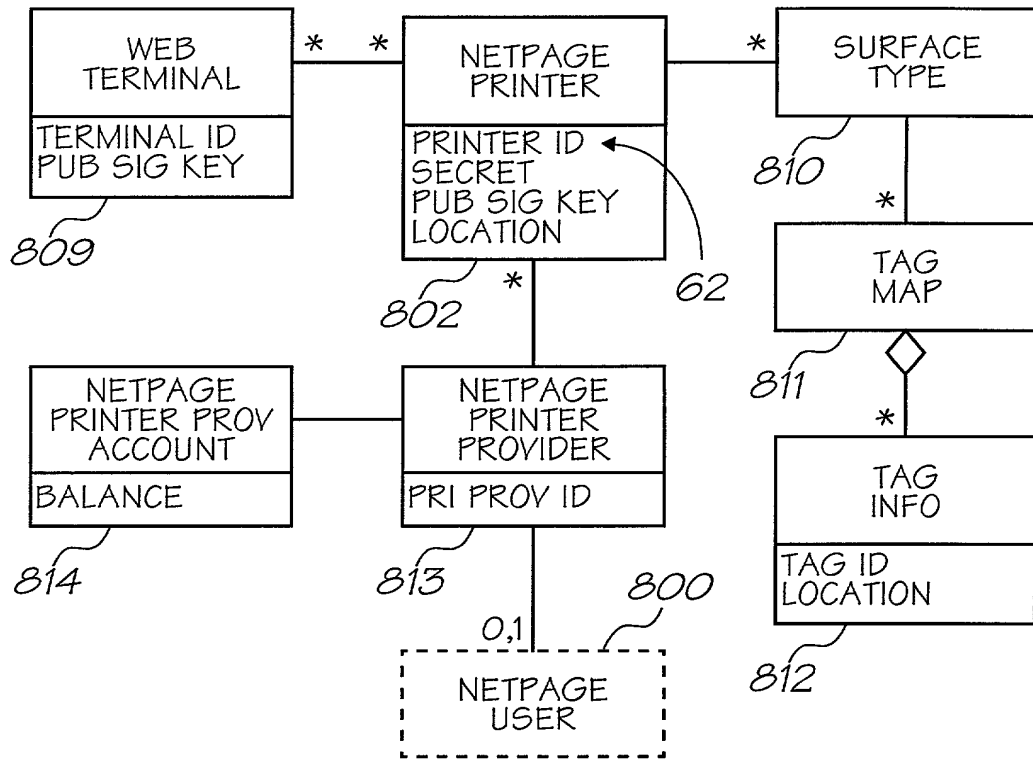 WEB
TERMINAL
TERMINAL ID
PUB SIG KEY
809
* *
NETPAGE
PRINTER
PRINTER ID
SECRET
PUB SIG KEY
LOCATION
802
62
*
*
SURFACE
TYPE
810
*
TAG
MAP
811
*
NETPAGE
PRINTER PROV
ACCOUNT
BALANCE
814
NETPAGE
PRINTER
PROVIDER
PRI PROV ID
813
TAG
INFO
TAG ID
LOCATION
812
0,1
800
NETPAGE
USER